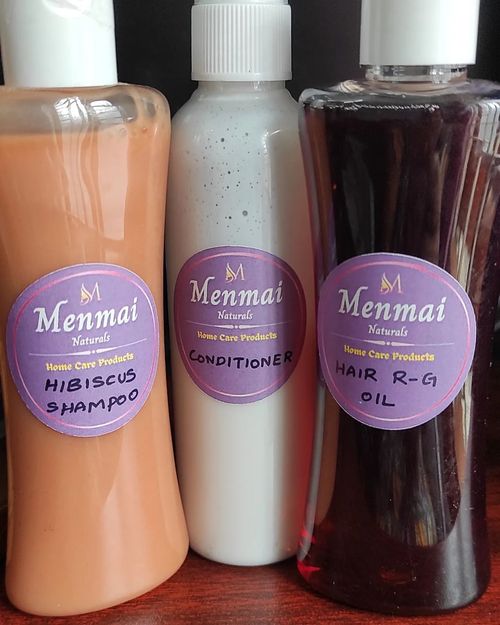 M
Menmai
Naturals
Home Care Products
HIBISCUS
SHAMPOO
M
Menmai
Naturals
Home Care Products
CONDITIONER
M
Menmai
Naturals
Home Care Products
HAIR R-G
OIL